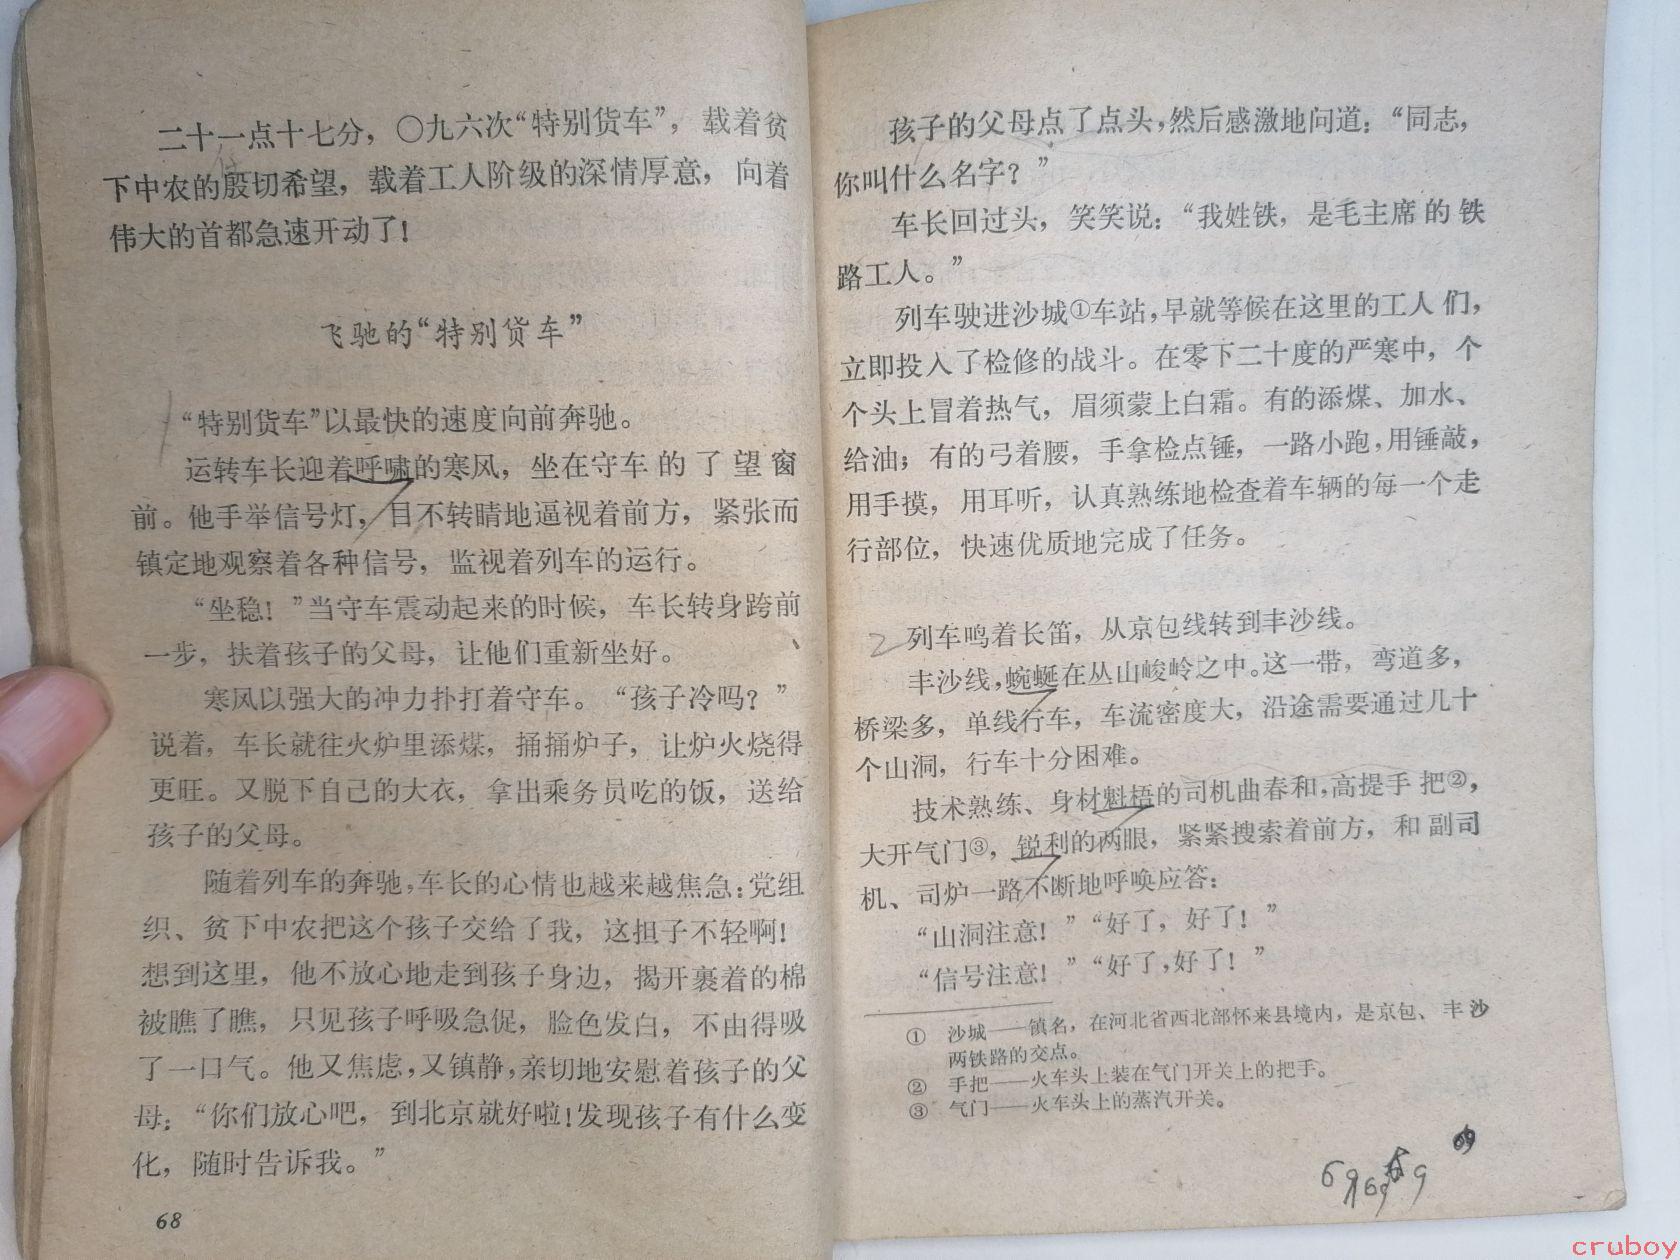 二十一点十七分，〇九六次“特别货车”，载着贫
下中农的殷切希望，载着工人阶级的深情厚意，向着
伟大的首都急速开动了！
飞驰的“特别货车”
“特别货车”以最快的速度向前奔驰。
运转车长迎着呼啸的寒风，坐在守车的了望窗
前。他手举信号灯，目不转睛地逼视着前方，紧张而
镇定地观察着各种信号，监视着列车的运行。
“坐稳！”当守车震动起来的时候，车长转身跨前
一步，扶着孩子的父母，让他们重新坐好。
寒风以强大的冲力扑打着守车。“孩子冷吗？”
说着，车长就往火炉里添煤，捅捅炉子，让炉火烧得
更旺。又脱下自己的大衣，拿出乘务员吃的饭，送给
孩子的父母。
随着列车的奔驰，车长的心情也越来越焦急：党组
织、贫下中农把这个孩子交给了我，这担子不轻啊！
想到这里，他不放心地走到孩子身边，揭开裹着的棉
被瞧了瞧，只见孩子呼吸急促，脸色发白，不由得吸
了一口气。他又焦虑，又镇静，亲切地安慰着孩子的父
母：“你们放心吧，到北京就好啦！发现孩子有什么变
化，随时告诉我。”
68
孩子的父母点了点头，然后感激地问道：“同志，
你叫什么名字？”
车长回过头，笑笑说：“我姓铁，是毛主席的铁
路工人。”
列车驶进沙城①车站，早就等候在这里的工人们，
立即投入了检修的战斗。在零下二十度的严寒中，个
个头上冒着热气，眉须蒙上白霜。有的添煤、加水、
给油；有的弓着腰，手拿检点锤，一路小跑，用锤敲，
用手摸，用耳听，认真熟练地检查着车辆的每一个走
行部位，快速优质地完成了任务。
2 列车鸣着长笛，从京包线转到丰沙线。
丰沙线，蜿蜒在丛山峻岭之中。这一带，弯道多，
桥梁多，单线行车，车流密度大，沿途需要通过几十
个山洞，行车十分困难。
技术熟练、身材魁梧的司机曲春和，高提手把②，
大开气门③，锐利的两眼，紧紧搜索着前方，和副司
机、司炉一路不断地呼唤应答：
“山洞注意！”“好了，好了！”
“信号注意！”“好了，好了！”
① 沙城——镇名，在河北省西北部怀来县境内，是京包、丰沙
两铁路的交点。
② 手把——火车头上装在气门开关上的把手。
③ 气门——火车头上的蒸汽开关。
69
cruboy